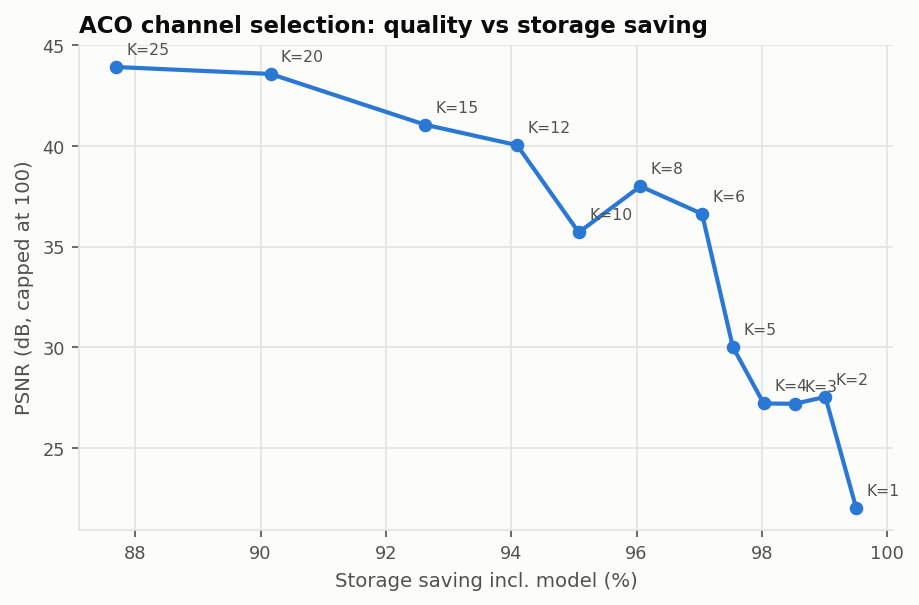 ACO channel selection: quality vs storage saving
45
K=25
K=20
K=15
K=12
40
K=8
K=6
K=10
35
PSNR (dB, capped at 100)
K=5
30
K=4
K=3
K=2
25
K=1
88
90
92
94
96
98
100
Storage saving incl. model (%)